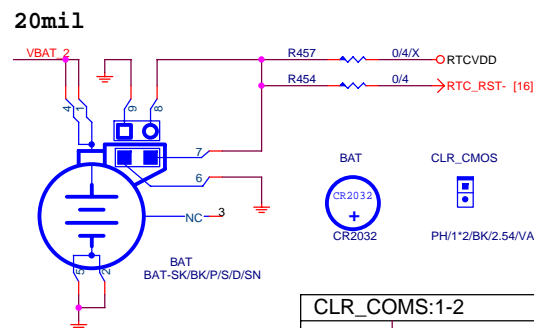 20mil
VBAT_2
R457 0/4/X RTCVDD
R454 0/4 RTC_RST- [16]
4 1 9 8
7
6
NC 3
5 2
BAT
BAT-SK/BK/P/S/D/SN
BAT CLR_CMOS
CR2032
+
CR2032 PH/1*2/BK/2.54/VA
CLR_COMS:1-2